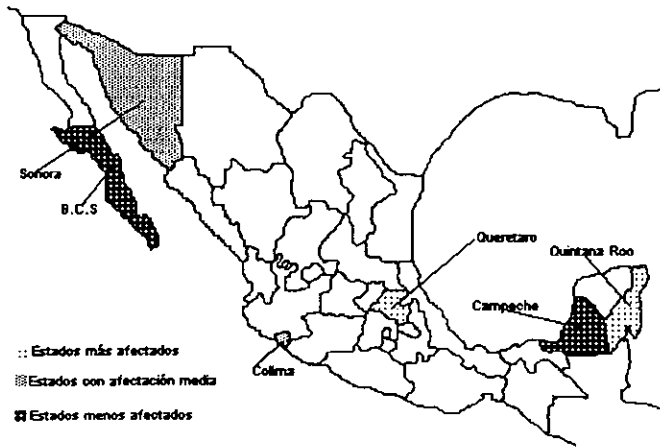 Sonora
B.C.S
Queretaro
Quintana Roo
Campeche
Colima
Estados más afectados
Estados con afectación media
Estados menos afectados